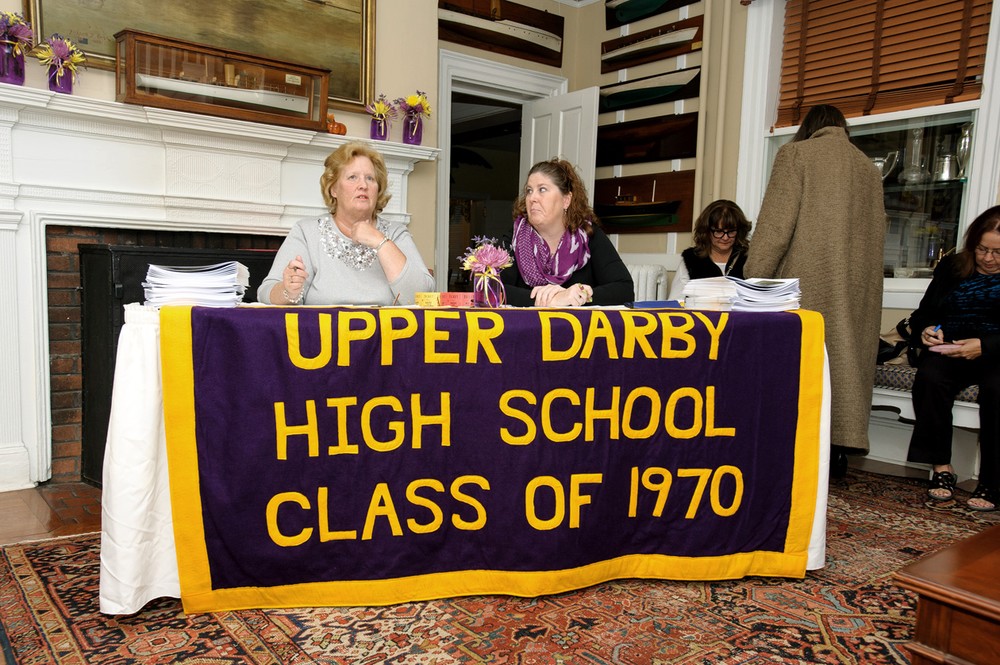 UPPER DARBY
HIGH SCHOOL
CLASS OF 1970